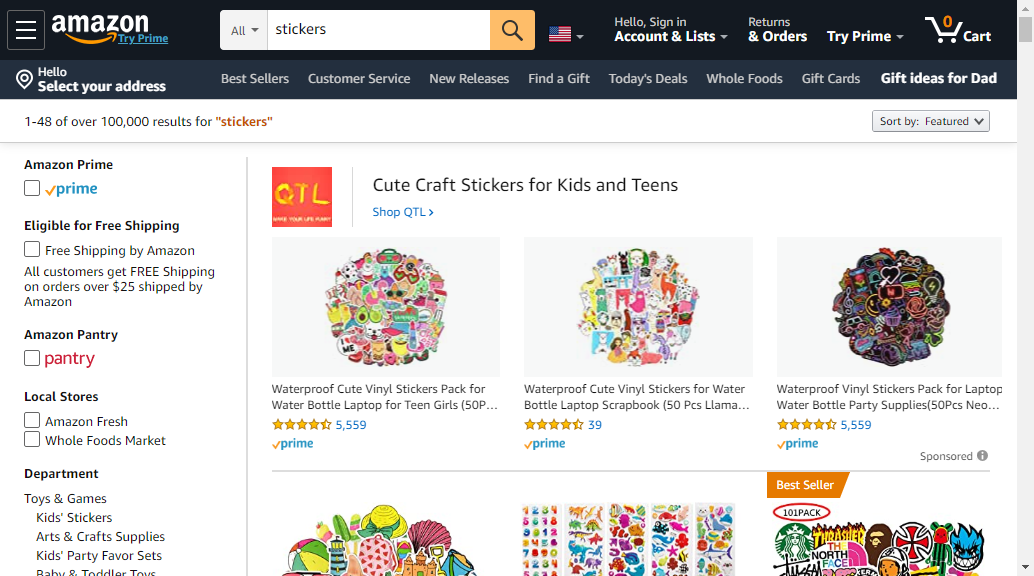 amazon
Try Prime
All
stickers
Hello, Sign in
Account & Lists
Returns
& Orders
Try Prime
0
Cart
Hello
Select your address
Best Sellers
Customer Service
New Releases
Find a Gift
Today's Deals
Whole Foods
Gift Cards
Gift ideas for Dad
1-48 of over 100,000 results for "stickers"
Sort by: Featured
Amazon Prime
prime
Eligible for Free Shipping
Free Shipping by Amazon
All customers get FREE Shipping
on orders over $25 shipped by
Amazon
Amazon Pantry
pantry
Local Stores
Amazon Fresh
Whole Foods Market
Department
Toys & Games
Kids' Stickers
Arts & Crafts Supplies
Kids' Party Favor Sets
Baby & Toddler Toys
QTL
MAKE YOUR LIFE FUNNY
Cute Craft Stickers for Kids and Teens
Shop QTL ›
Waterproof Cute Vinyl Stickers Pack for
Water Bottle Laptop for Teen Girls (50P...
5,559
prime
Waterproof Cute Vinyl Stickers for Water
Bottle Laptop Scrapbook (50 Pcs Llama...
39
prime
Waterproof Vinyl Stickers Pack for Laptop
Water Bottle Party Supplies(50Pcs Neo...
5,559
prime
Sponsored
Best Seller
101PACK
THRASHER
THE
NORTH
FACE